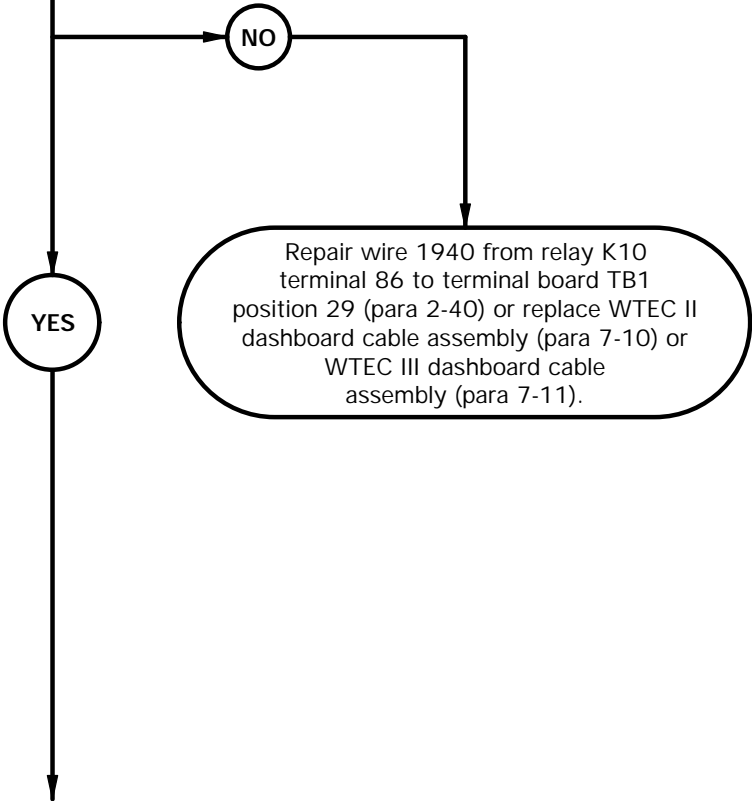 NO
Repair wire 1940 from relay K10
terminal 86 to terminal board TB1
position 29 (para 2-40) or replace WTEC II
dashboard cable assembly (para 7-10) or
WTEC III dashboard cable
assembly (para 7-11).
YES